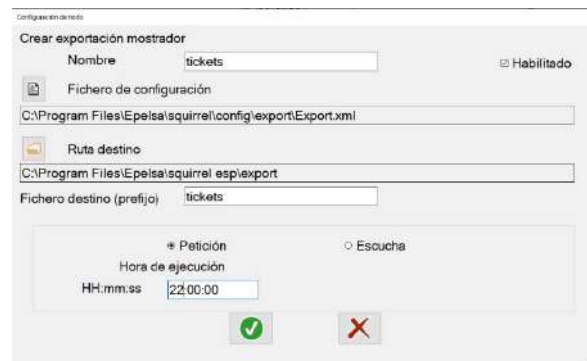 Configuración de modo
Crear exportación mostrador
Nombre tickets Habilitado
Fichero de configuración
C:\Program Files\Epelsa\squirrel\config\export\Export.xml
Ruta destino
C:\Program Files\Epelsa\squirrel esp\export
Fichero destino (prefijo) tickets
Petición Escucha
Hora de ejecución
HH:mm:ss 22:00:00